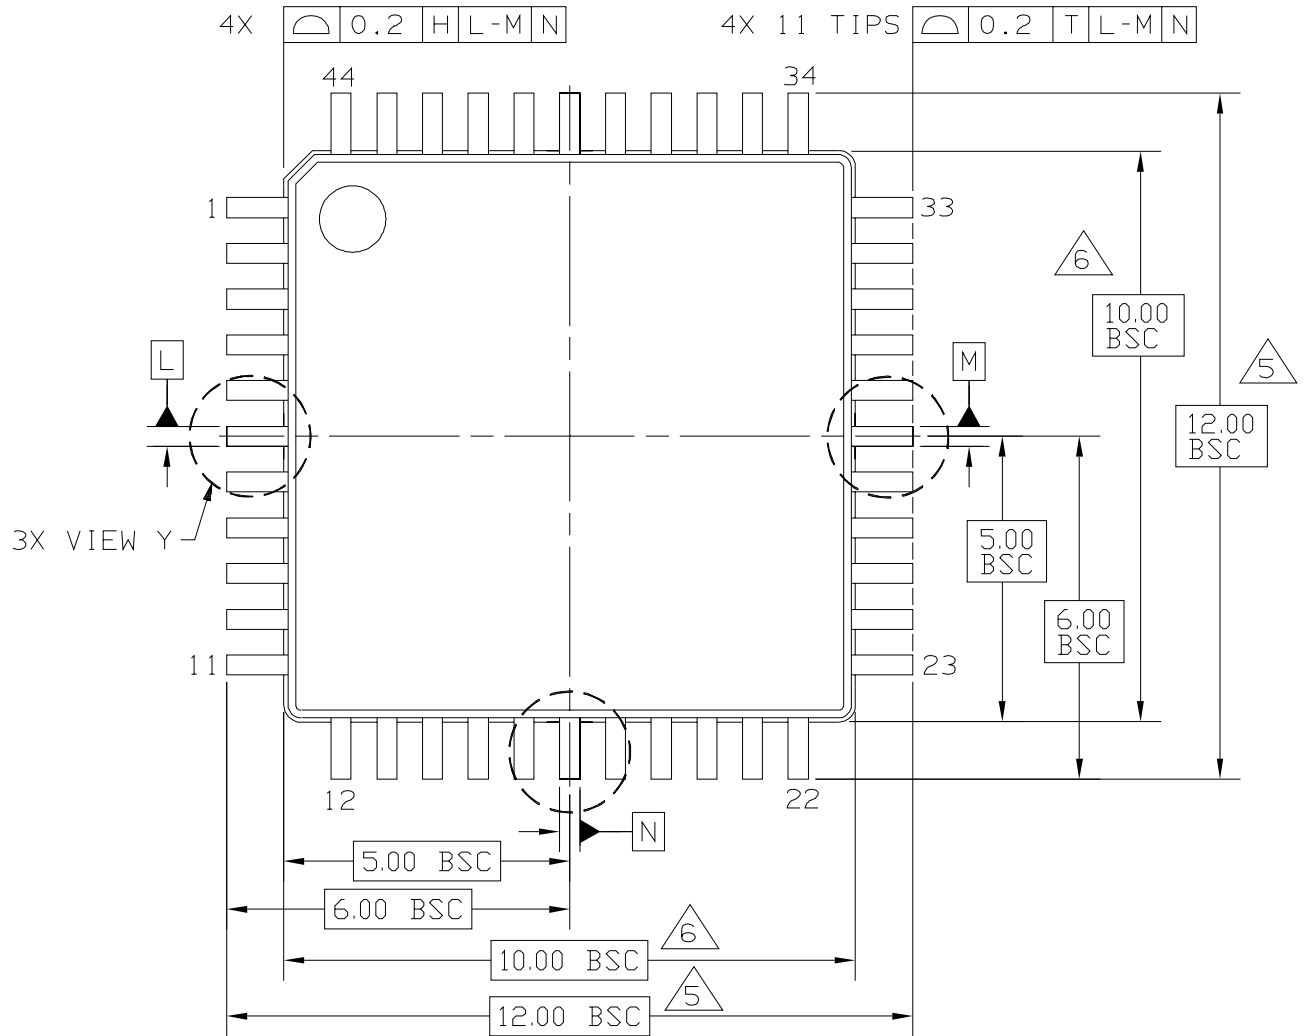 4X 0.2 H L-M N
4X 11 TIPS 0.2 T L-M N
44
34
1
33
6
10.00
BSC
L
M
5
12.00
BSC
3X VIEW Y
5.00
BSC
6.00
BSC
11
23
12
22
N
5.00 BSC
6.00 BSC
6
10.00 BSC
5
12.00 BSC